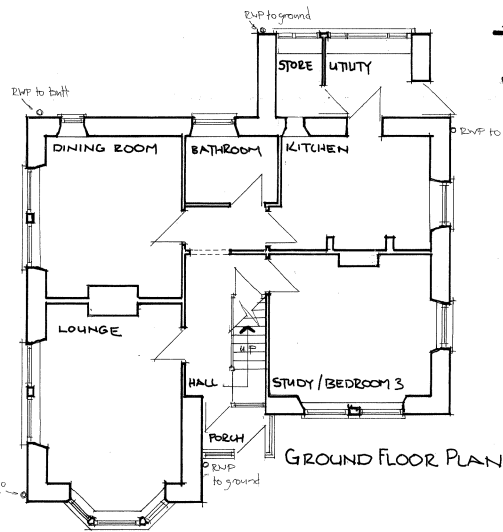 RWP to ground
STORE
UTILITY
RWP to butt
RWP to
DINING ROOM
BATHROOM
KITCHEN
LOUNGE
UP
HALL
STUDY/BEDROOM 3
PORCH
GROUND FLOOR PLAN
RWP
to ground